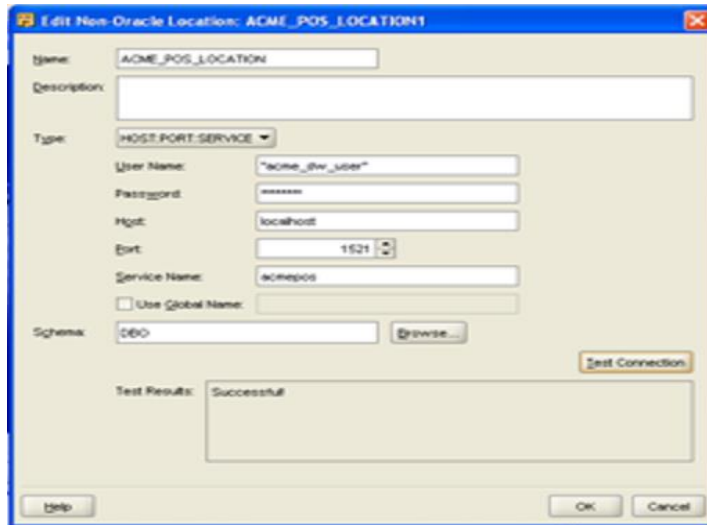 Edit Non-Oracle Location: ACME_POS_LOCATION1
Name: ACME_POS_LOCATION
Description:
Type: HOST:PORT:SERVICE
User Name: "acme_dw_user"
Password: ********
Host: localhost
Port: 1521
Service Name: acmepos
Use Global Name:
Schema: DBO Browse...
Test Connection
Test Results: Successful!
Help OK Cancel